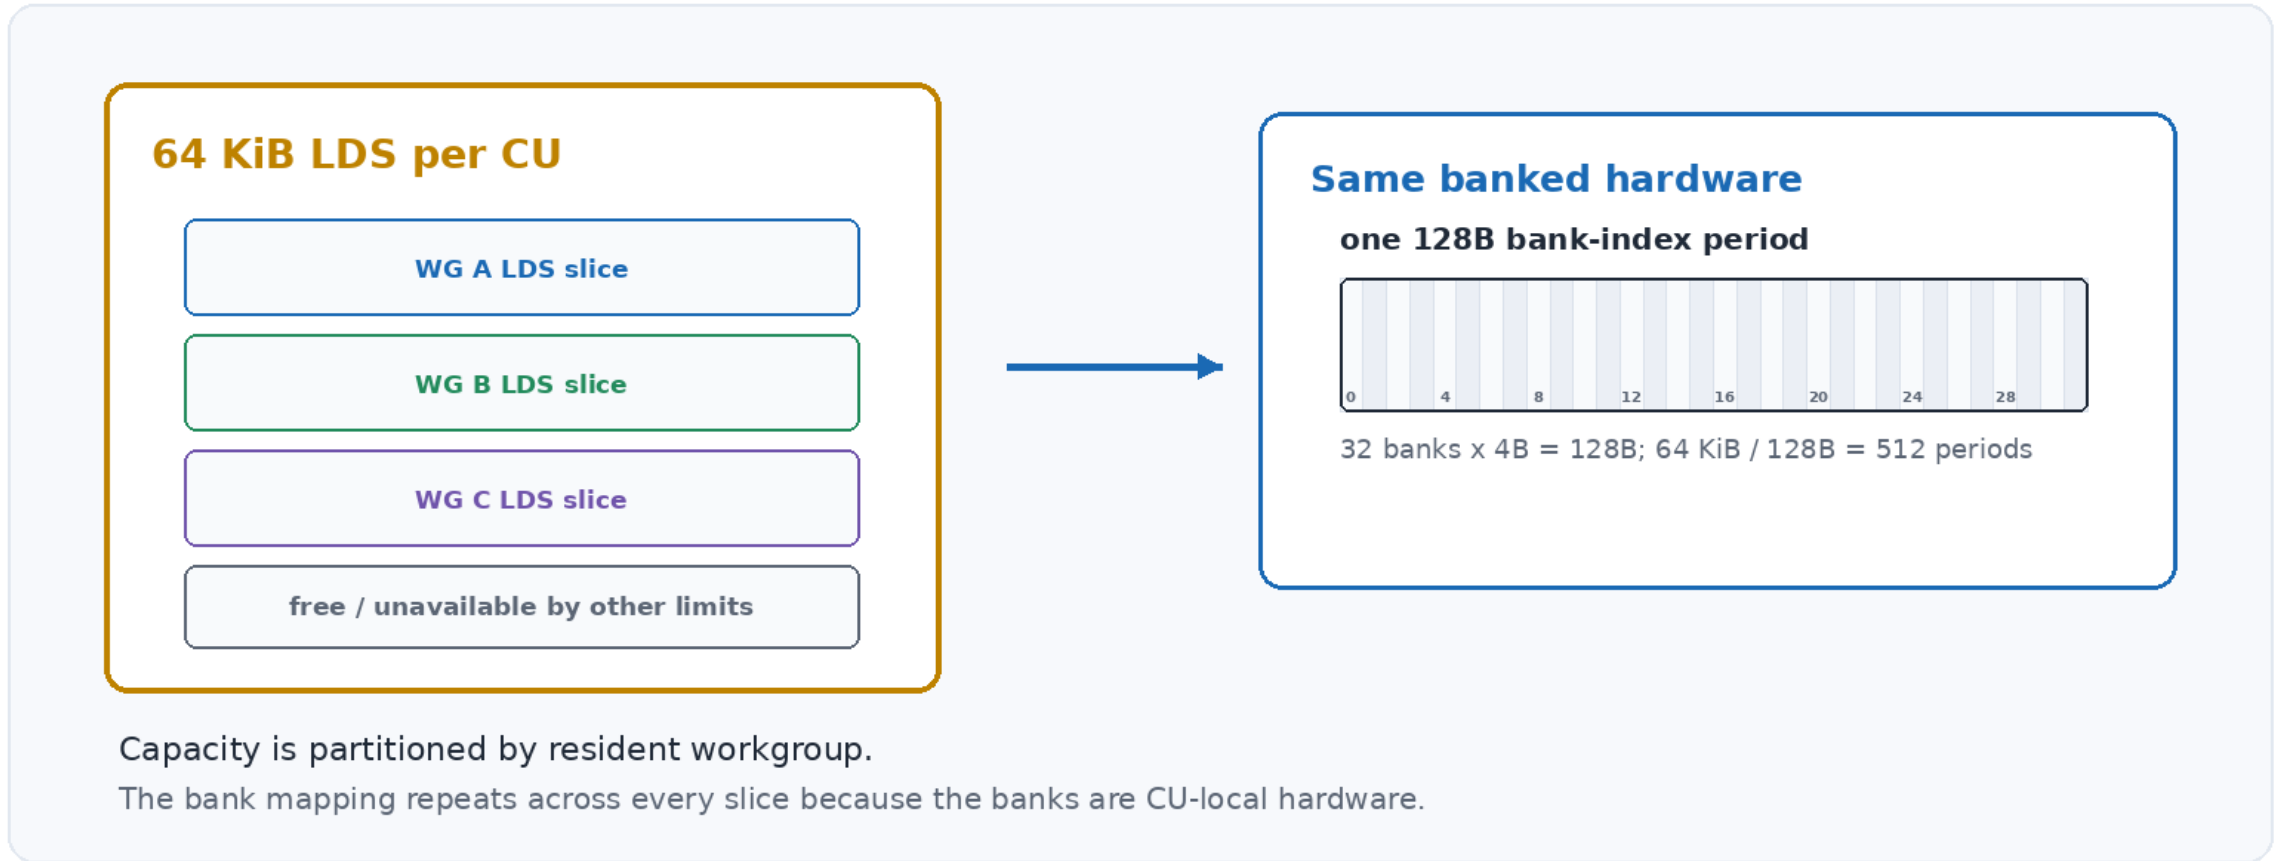 64 KiB LDS per CU
WG A LDS slice
WG B LDS slice
WG C LDS slice
free / unavailable by other limits
Same banked hardware
one 128B bank-index period
0 4 8 12 16 20 24 28
32 banks x 4B = 128B; 64 KiB / 128B = 512 periods
Capacity is partitioned by resident workgroup.
The bank mapping repeats across every slice because the banks are CU-local hardware.